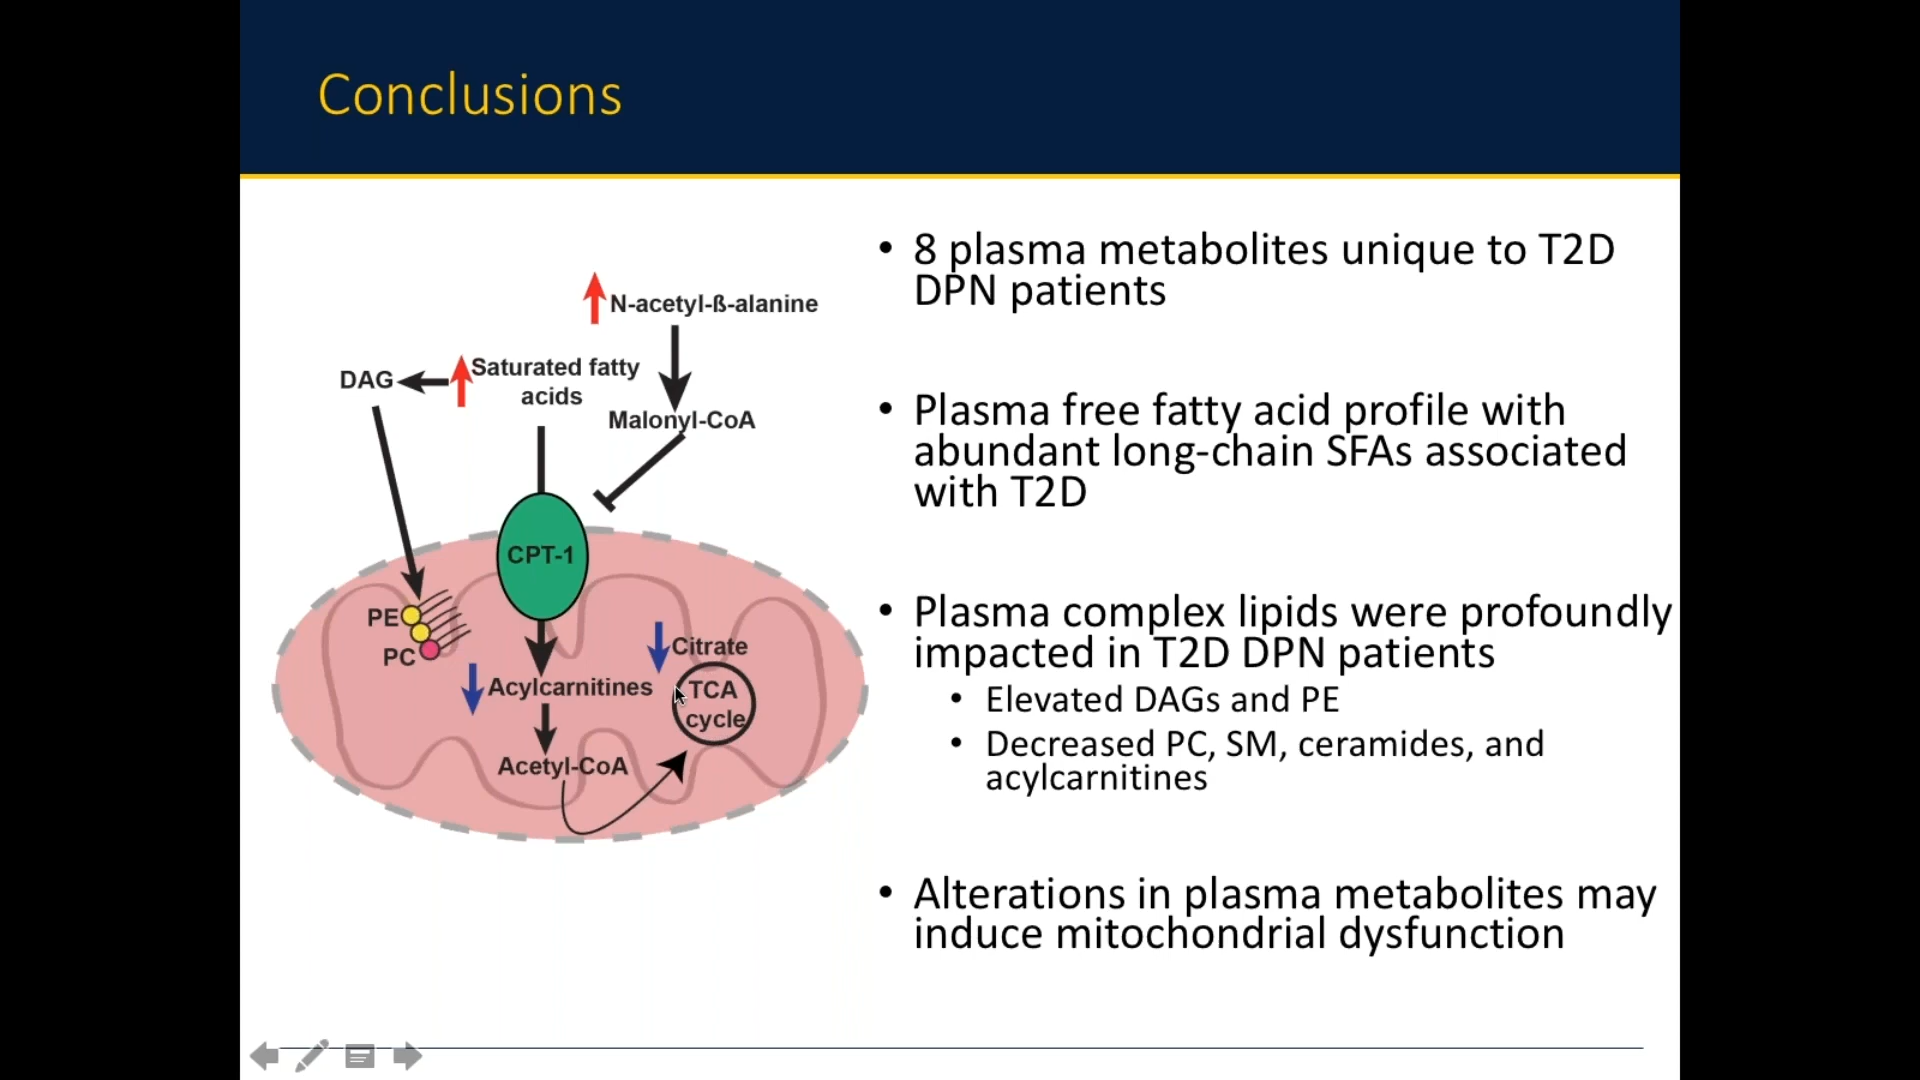 Conclusions
N-acetyl-ß-alanine
DAG
Saturated fatty
acids
Malonyl-CoA
CPT-1
PE
PC
Citrate
Acylcarnitines
TCA
cycle
Acetyl-CoA
• 8 plasma metabolites unique to T2D
DPN patients
• Plasma free fatty acid profile with
abundant long-chain SFAs associated
with T2D
• Plasma complex lipids were profoundly
impacted in T2D DPN patients
• Elevated DAGs and PE
• Decreased PC, SM, ceramides, and
acylcarnitines
• Alterations in plasma metabolites may
induce mitochondrial dysfunction